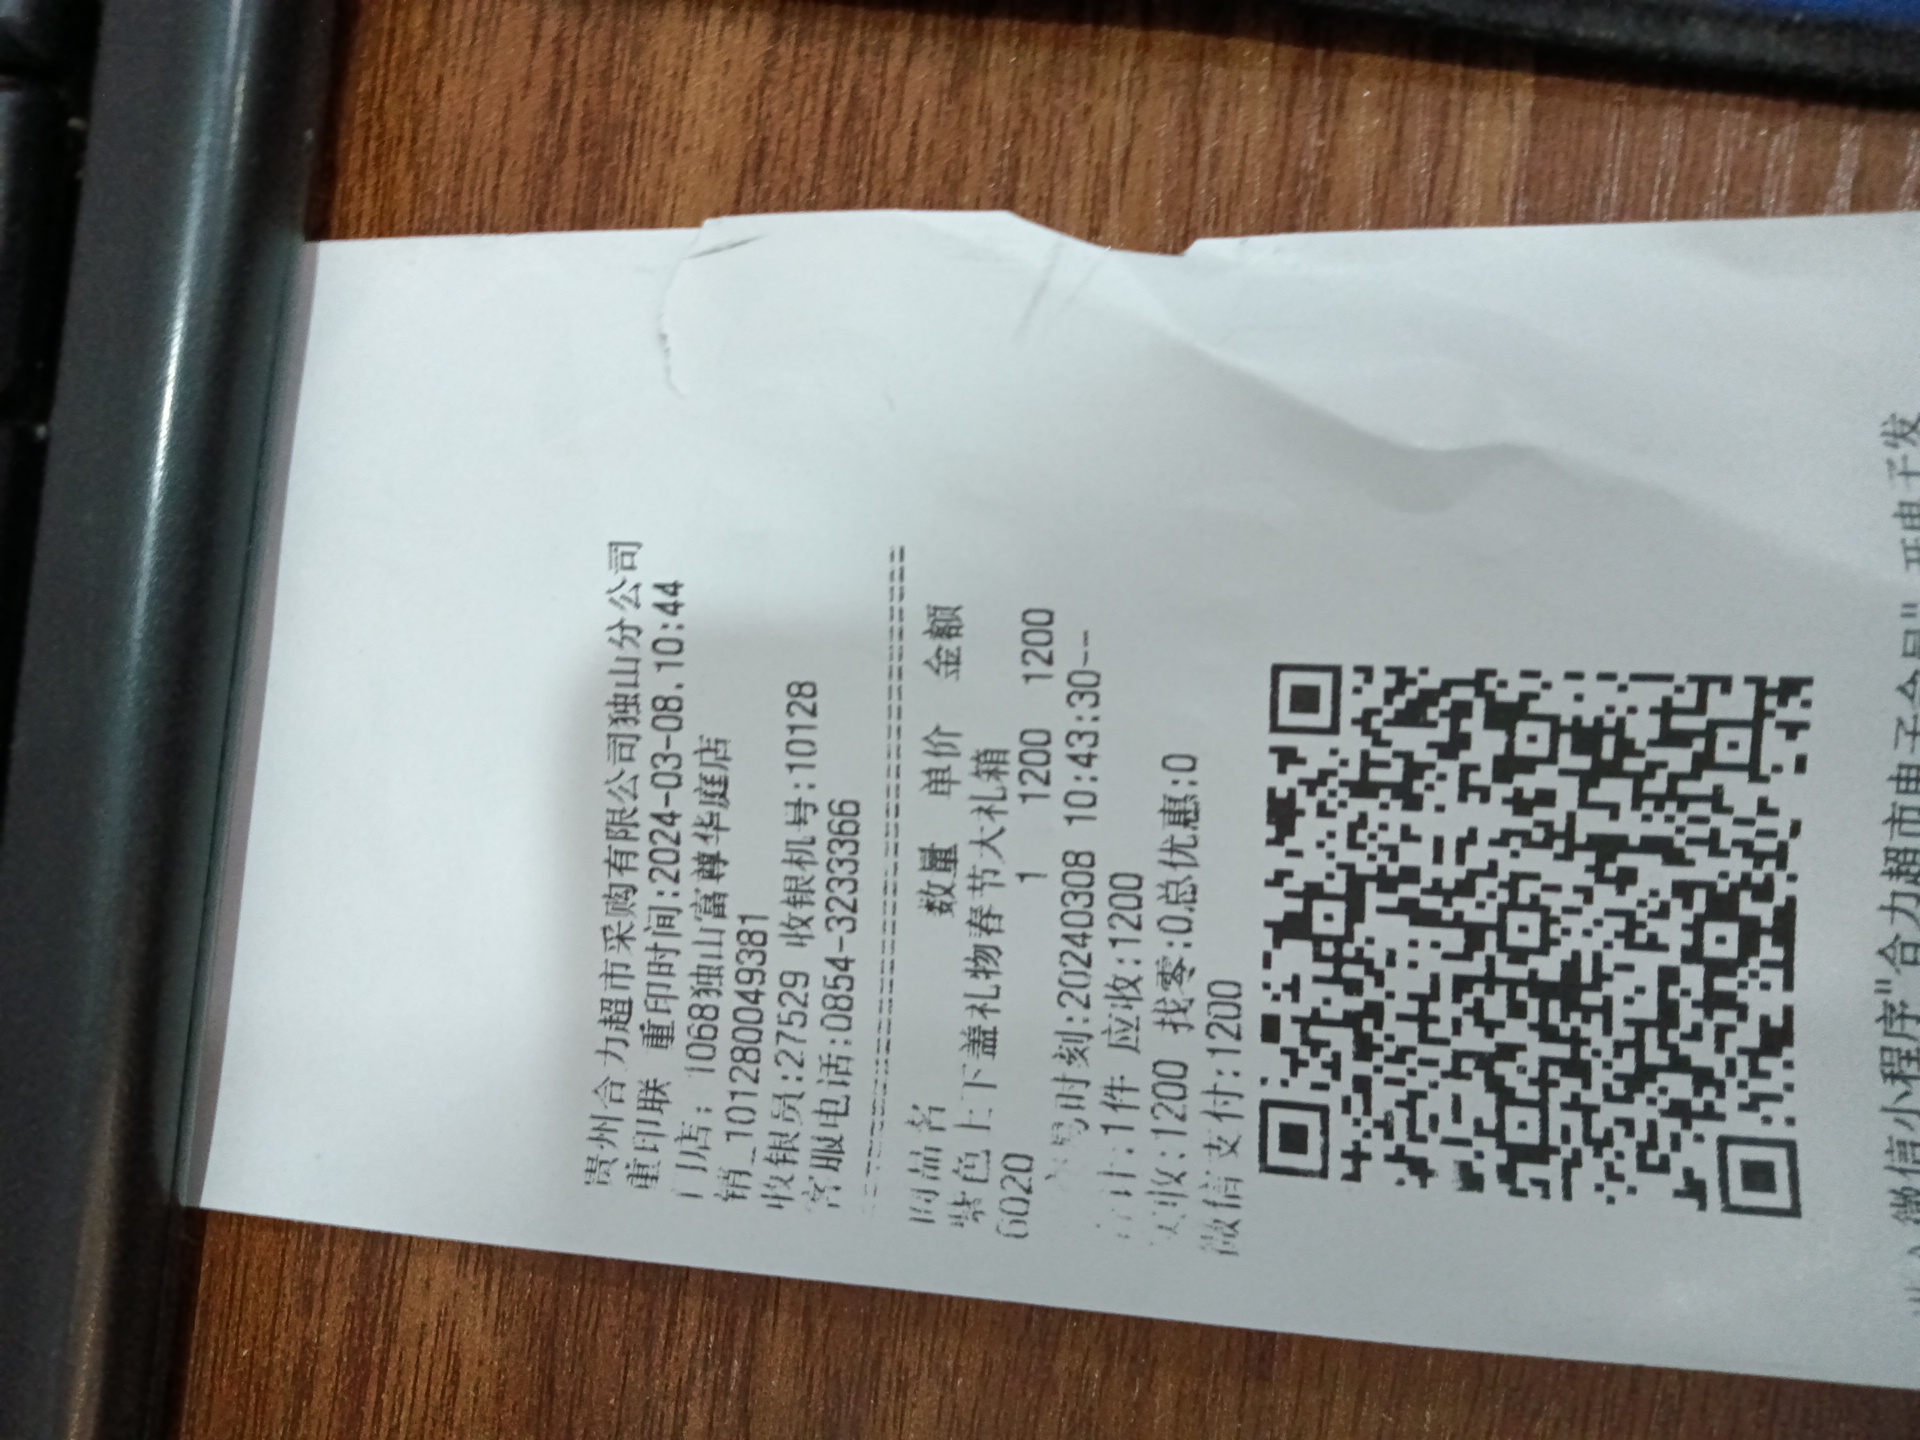 贵州合力超市采购有限公司独山分公司
重印联 重印时间:2024-03-08.10:44
门店: 1068独山富尊华庭店
销_101280049381
收银员:27529 收银机号:10128
客服电话:0854-3233366
商品名 数量 单价 金额
紫色上下盖礼物春节大礼箱
6020 1 1200 1200
交易时刻:20240308 10:43:30--
合计:1件 应收:1200
实收:1200 找零:0总优惠:0
微信支付:1200
微信小程序"合力超市电子会员" 开电子发